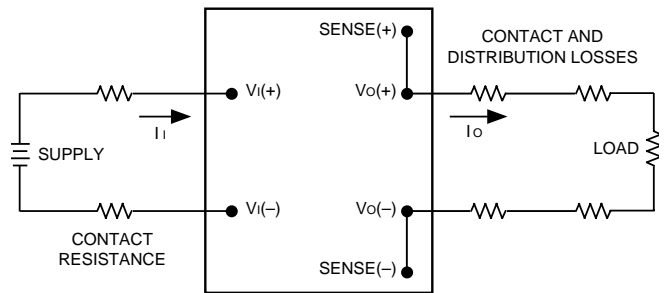 SENSE(+)
CONTACT AND
DISTRIBUTION LOSSES
VI(+)
VO(+)
II
IO
SUPPLY
LOAD
VI(–)
VO(–)
CONTACT
RESISTANCE
SENSE(–)